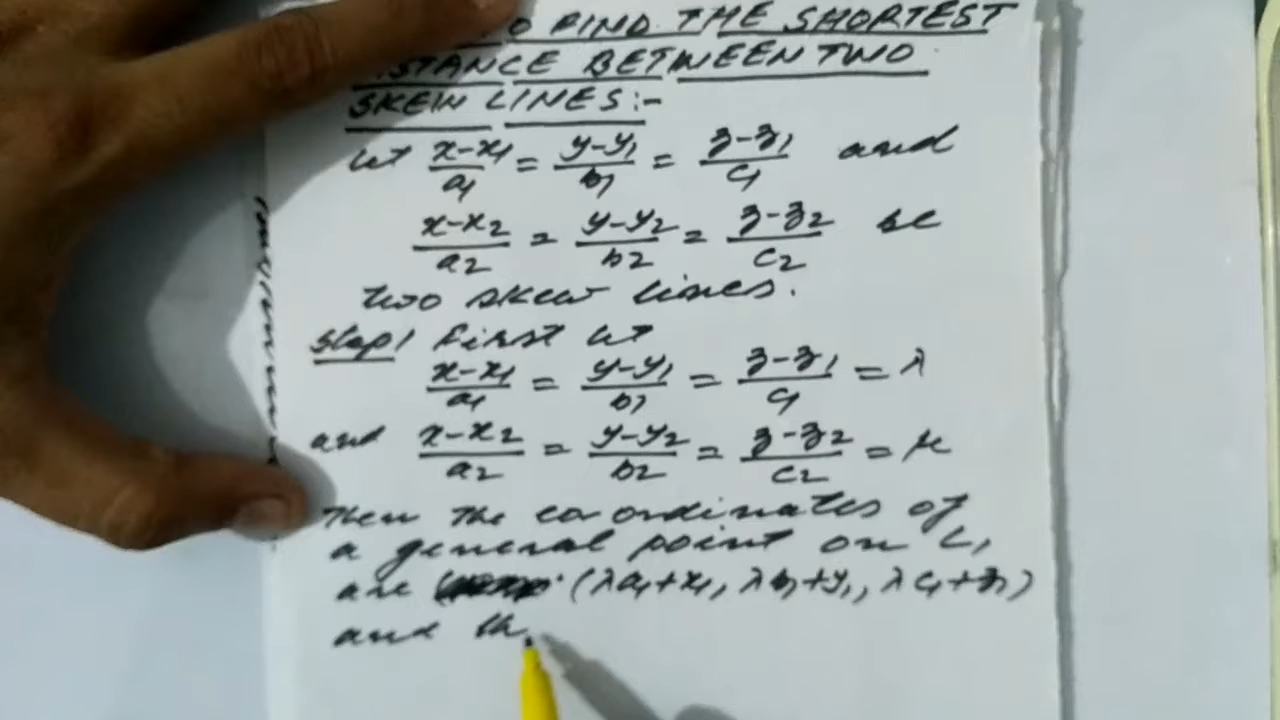 TO FIND THE SHORTEST
DISTANCE BETWEEN TWO
SKEW LINES:-
Let x-x1/a1 = y-y1/b1 = z-z1/c1 and
x-x2/a2 = y-y2/b2 = z-z2/c2 be
two skew lines.
Step1 First let
x-x1/a1 = y-y1/b1 = z-z1/c1 = λ
and x-x2/a2 = y-y2/b2 = z-z2/c2 = μ
Then the co-ordinates of
a general point on L1
are (λa1+x1, λb1+y1, λc1+z1)
and th